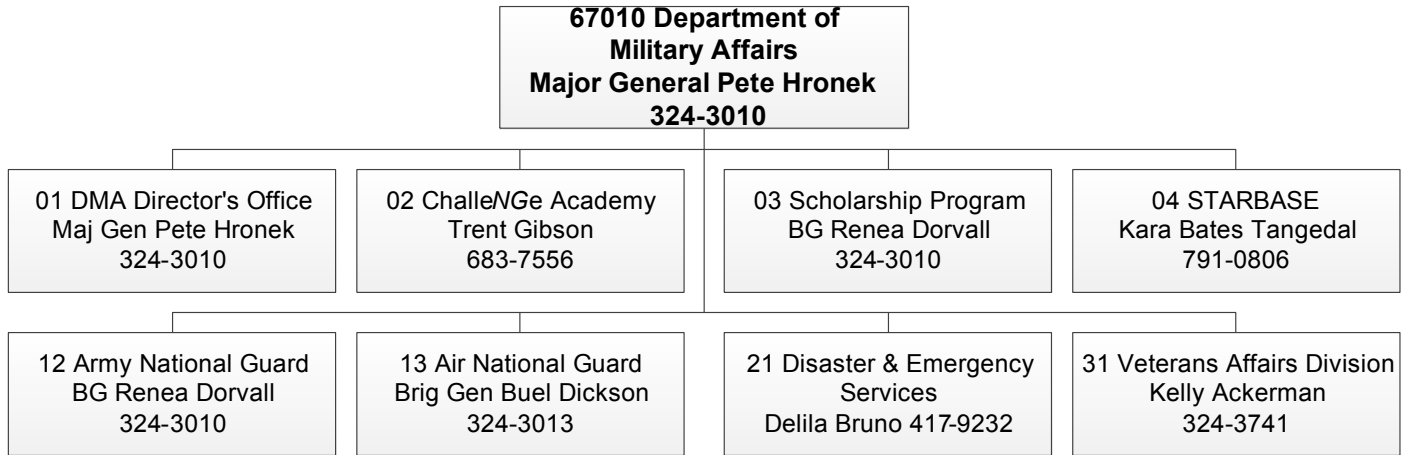 67010 Department of
Military Affairs
Major General Pete Hronek
324-3010
01 DMA Director's Office
Maj Gen Pete Hronek
324-3010
02 ChalleNGe Academy
Trent Gibson
683-7556
03 Scholarship Program
BG Renea Dorvall
324-3010
04 STARBASE
Kara Bates Tangedal
791-0806
12 Army National Guard
BG Renea Dorvall
324-3010
13 Air National Guard
Brig Gen Buel Dickson
324-3013
21 Disaster & Emergency
Services
Delila Bruno 417-9232
31 Veterans Affairs Division
Kelly Ackerman
324-3741